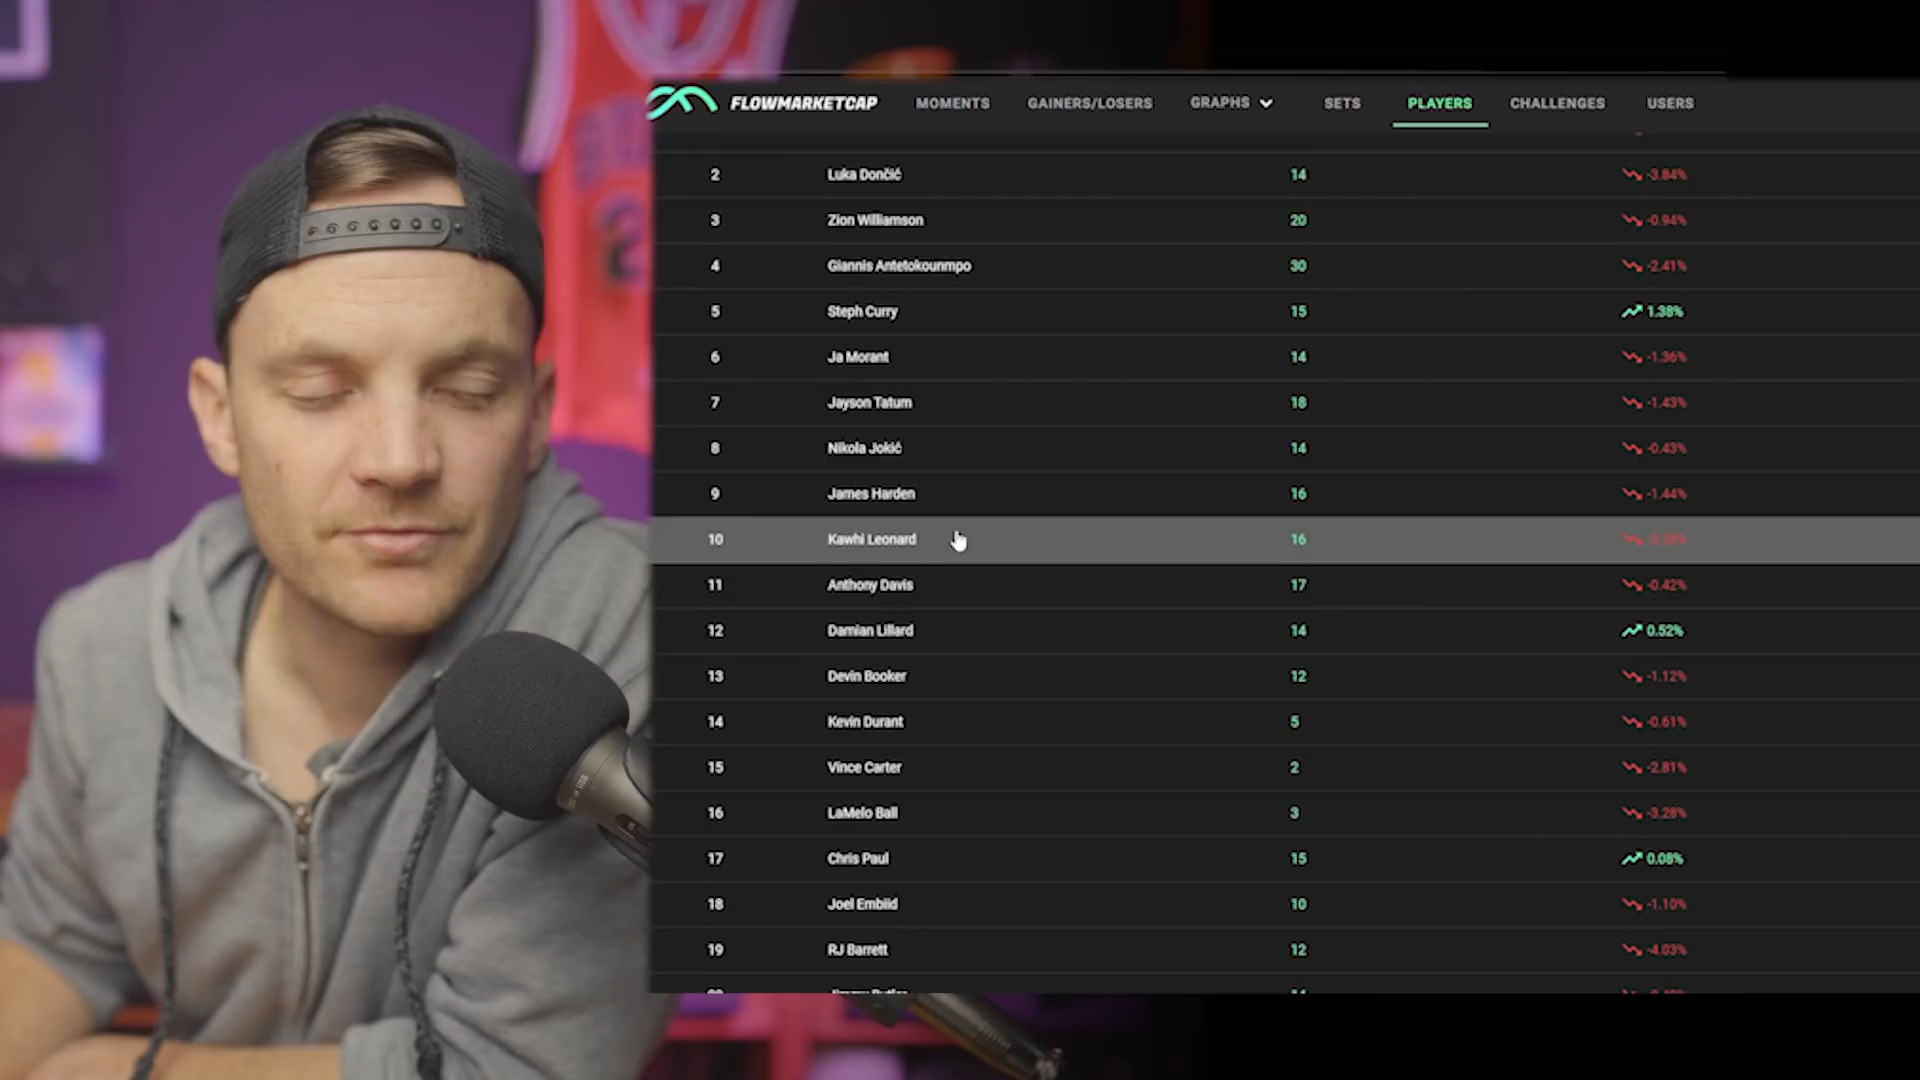 FLOWMARKETCAP MOMENTS GAINERS/LOSERS GRAPHS SETS PLAYERS CHALLENGES USERS
2 Luka Dončić 14 -3.84%
3 Zion Williamson 20 -0.94%
4 Giannis Antetokounmpo 30 -2.41%
5 Steph Curry 15 1.38%
6 Ja Morant 14 -1.36%
7 Jayson Tatum 18 -1.43%
8 Nikola Jokić 14 -0.43%
9 James Harden 16 -1.44%
10 Kawhi Leonard 16
11 Anthony Davis 17 -0.42%
12 Damian Lillard 14 0.52%
13 Devin Booker 12 -1.12%
14 Kevin Durant 5 -0.61%
15 Vince Carter 2 -2.81%
16 LaMelo Ball 3 -3.28%
17 Chris Paul 15 0.08%
18 Joel Embiid 10 -1.10%
19 RJ Barrett 12 -4.03%
USB